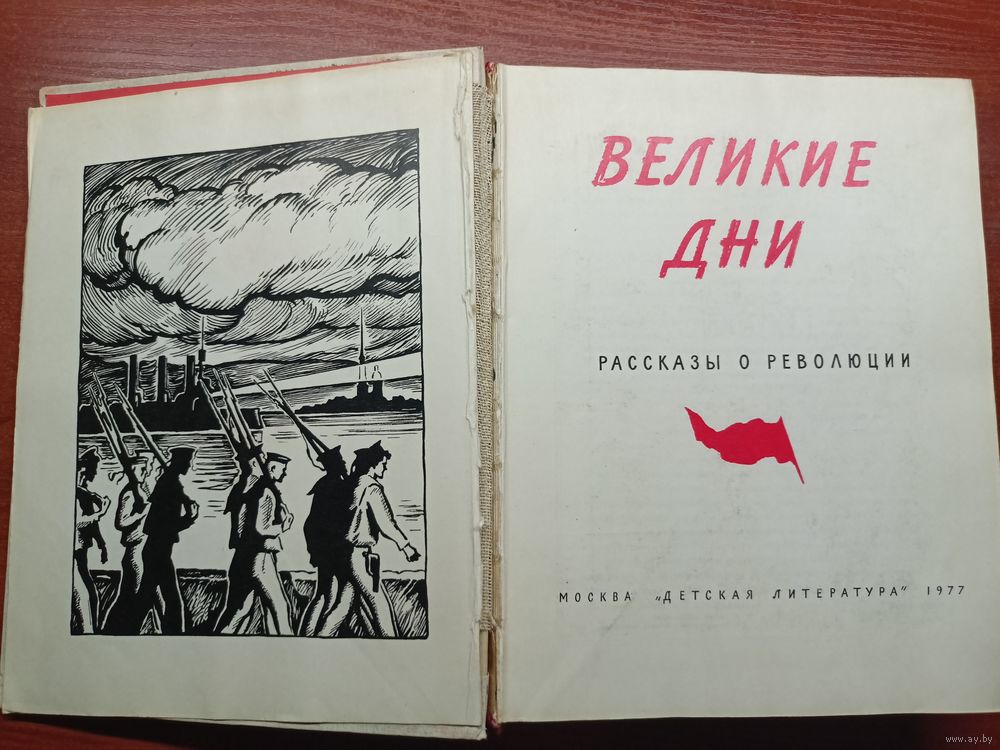 ВЕЛИКИЕ
ДНИ
РАССКАЗЫ О РЕВОЛЮЦИИ
МОСКВА „ДЕТСКАЯ ЛИТЕРАТУРА" 1977
www.ay.by